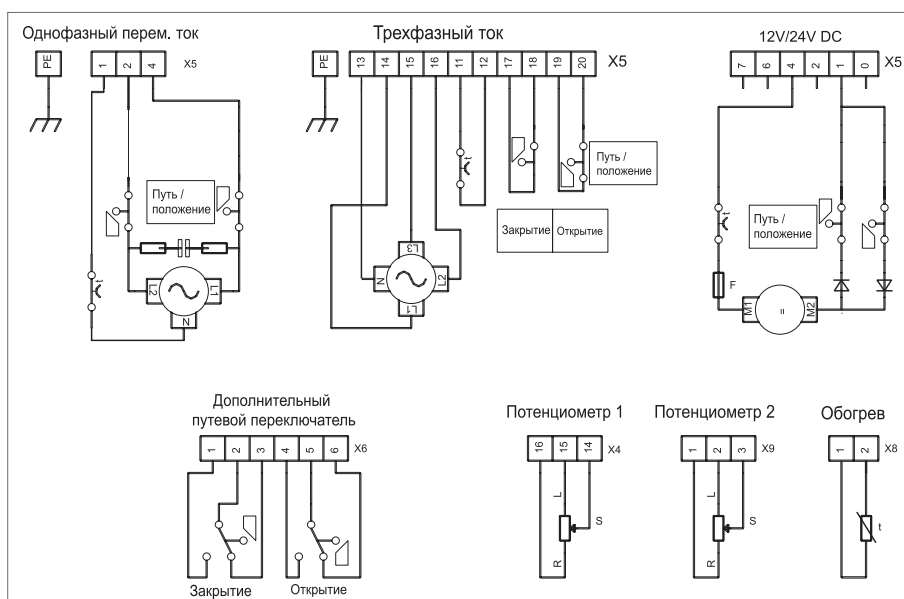 Однофазный перем. ток
PE
1 2 4 X5
Путь /
положение
t
L2 L1
N
Трехфазный ток
PE
13 14 15 16 11 12 17 18 19 20 X5
t
Путь /
положение
Закрытие Открытие
L3
N L2
L1
12V/24V DC
7 6 4 2 1 0 X5
t
Путь /
положение
F
M1 = M2
Дополнительный
путевой переключатель
1 2 3 4 5 6 X6
Закрытие Открытие
Потенциометр 1
16 15 14 X4
L
S
R
Потенциометр 2
1 2 3 X9
L
S
R
Обогрев
1 2 X8
t